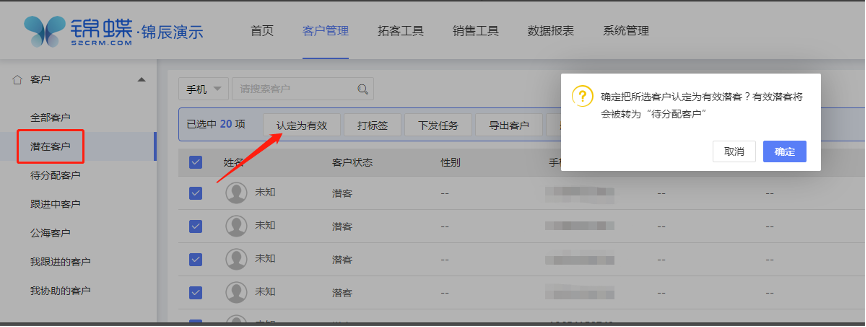 锦蝶 ·锦辰演示
52CRM.COM
首页 客户管理 拓客工具 销售工具 数据报表 系统管理
客户
全部客户
潜在客户
待分配客户
跟进中客户
公海客户
我跟进的客户
我协助的客户
手机 请搜索客户
已选中 20 项 认定为有效 打标签 下发任务 导出客户
姓名 客户状态 性别
未知 潜客 -- -- --
未知 潜客 -- -- --
未知 潜客 -- -- --
未知 潜客 -- -- --
确定把所选客户认定为有效潜客？有效潜客将
会被转为“待分配客户”
取消 确定